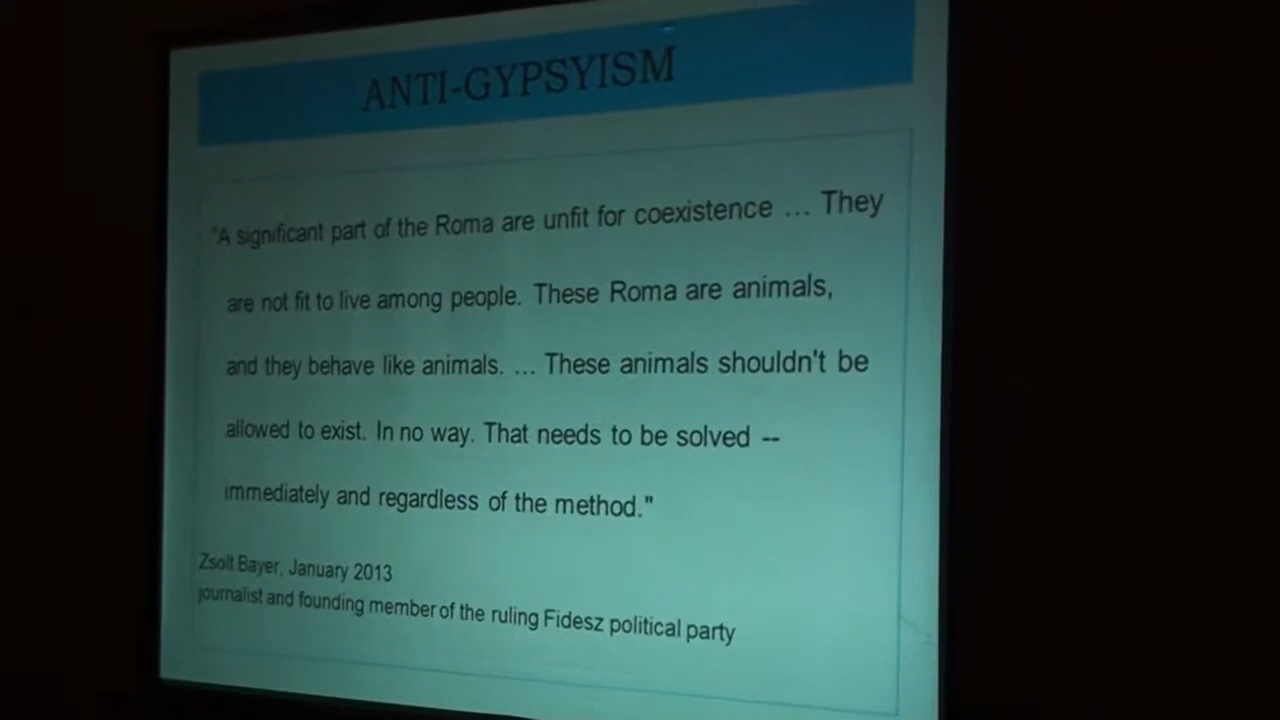 ANTI-GYPSYISM
"A significant part of the Roma are unfit for coexistence ... They
are not fit to live among people. These Roma are animals,
and they behave like animals. ... These animals shouldn't be
allowed to exist. In no way. That needs to be solved --
immediately and regardless of the method."
Zsolt Bayer, January 2013
journalist and founding member of the ruling Fidesz political party